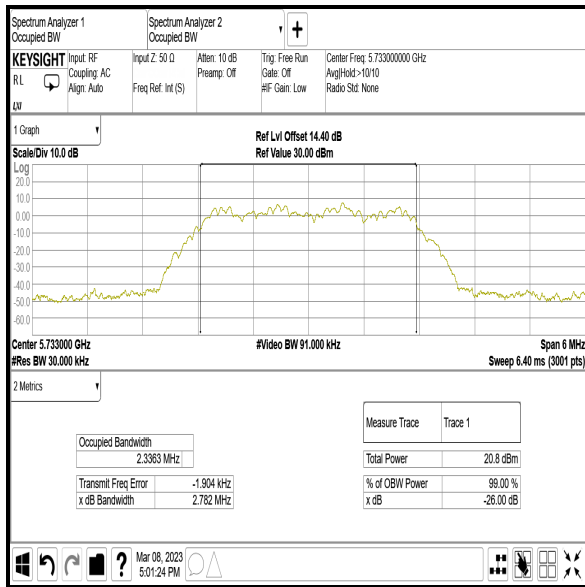 Spectrum Analyzer 1
Occupied BW
Spectrum Analyzer 2
Occupied BW
+
KEYSIGHT
RL
LXI
Input: RF
Coupling: AC
Align: Auto
Input Z: 50 Ω
Freq Ref: Int (S)
Atten: 10 dB
Preamp: Off
Trig: Free Run
Gate: Off
#IF Gain: Low
Center Freq: 5.733000000 GHz
Avg|Hold:>10/10
Radio Std: None
1 Graph
Scale/Div 10.0 dB
Ref Lvl Offset 14.40 dB
Ref Value 30.00 dBm
Log
20.0
10.0
0.00
-10.0
-20.0
-30.0
-40.0
-50.0
-60.0
Center 5.733000 GHz
#Res BW 30.000 kHz
#Video BW 91.000 kHz
Span 6 MHz
Sweep 6.40 ms (3001 pts)
2 Metrics
Occupied Bandwidth
2.3363 MHz
Transmit Freq Error -1.904 kHz
x dB Bandwidth 2.782 MHz
Measure Trace Trace 1
Total Power 20.8 dBm
% of OBW Power 99.00 %
x dB -26.00 dB
?
Mar 08, 2023
5:01:24 PM